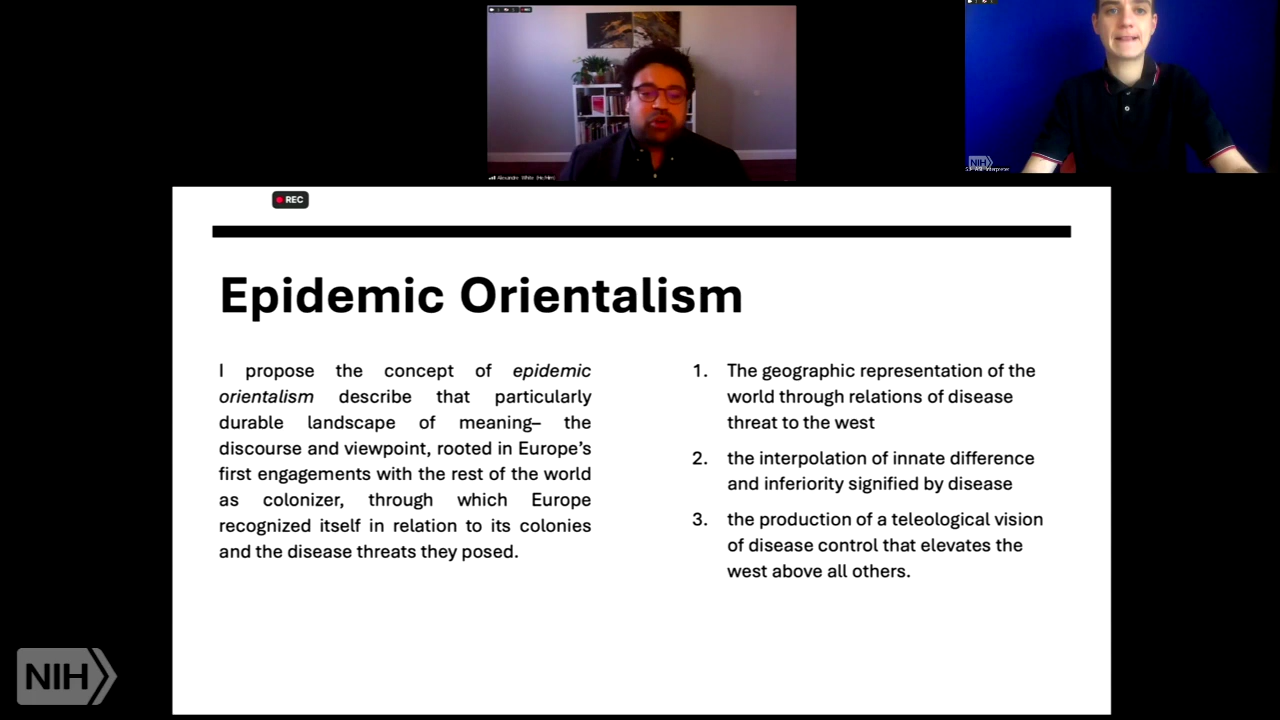 Alexandre White (He/Him)
NIH
REC
Epidemic Orientalism
I propose the concept of epidemic
orientalism describe that particularly
durable landscape of meaning– the
discourse and viewpoint, rooted in Europe’s
first engagements with the rest of the world
as colonizer, through which Europe
recognized itself in relation to its colonies
and the disease threats they posed.
1. The geographic representation of the
world through relations of disease
threat to the west
2. the interpolation of innate difference
and inferiority signified by disease
3. the production of a teleological vision
of disease control that elevates the
west above all others.
NIH